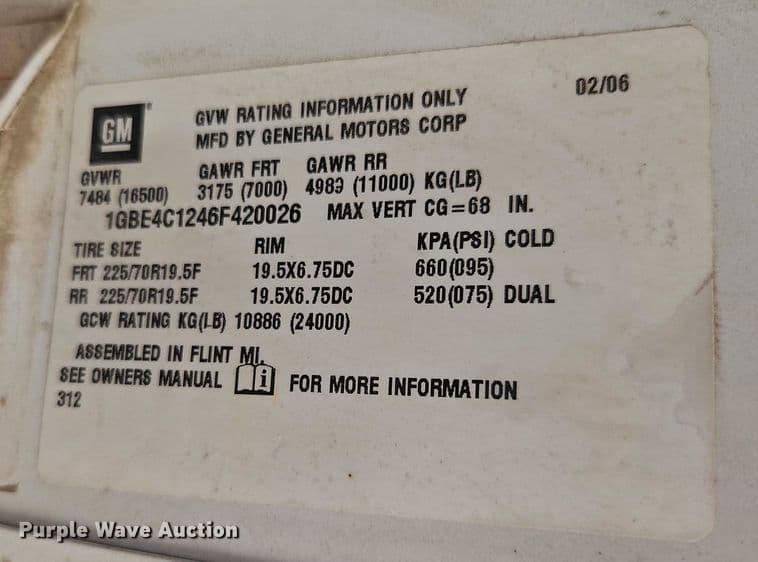 02/06
GM
GVW RATING INFORMATION ONLY
MFD BY GENERAL MOTORS CORP
GVWR GAWR FRT GAWR RR
7484 (16500) 3175 (7000) 4989 (11000) KG(LB)
1GBE4C1246F420026 MAX VERT CG=68 IN.
TIRE SIZE RIM KPA(PSI) COLD
FRT 225/70R19.5F 19.5X6.75DC 660(095)
RR 225/70R19.5F 19.5X6.75DC 520(075) DUAL
GCW RATING KG(LB) 10886 (24000)
ASSEMBLED IN FLINT MI.
SEE OWNERS MANUAL i FOR MORE INFORMATION
312
Purple Wave Auction